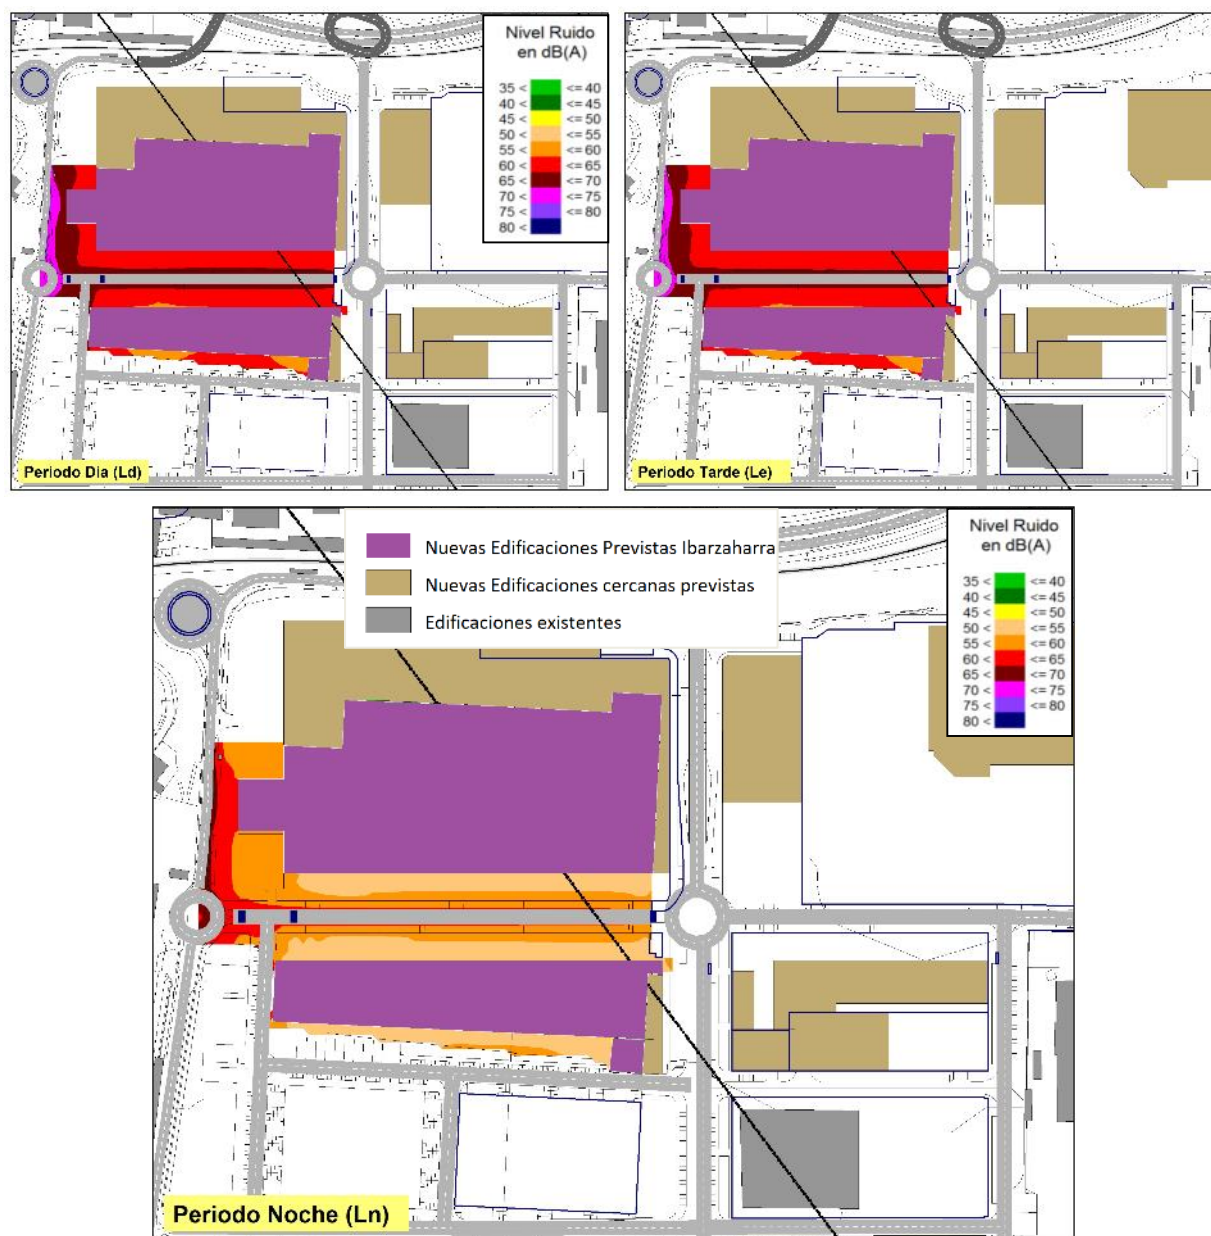 Nivel Ruido
en dB(A)
35 < <= 40
40 < <= 45
45 < <= 50
50 < <= 55
55 < <= 60
60 < <= 65
65 < <= 70
70 < <= 75
75 < <= 80
80 <
Periodo Dia (Ld)
Nivel Ruido
en dB(A)
35 < <= 40
40 < <= 45
45 < <= 50
50 < <= 55
55 < <= 60
60 < <= 65
65 < <= 70
70 < <= 75
75 < <= 80
80 <
Periodo Tarde (Le)
Nuevas Edificaciones Previstas Ibarzaharra
Nuevas Edificaciones cercanas previstas
Edificaciones existentes
Nivel Ruido
en dB(A)
35 < <= 40
40 < <= 45
45 < <= 50
50 < <= 55
55 < <= 60
60 < <= 65
65 < <= 70
70 < <= 75
75 < <= 80
80 <
Periodo Noche (Ln)